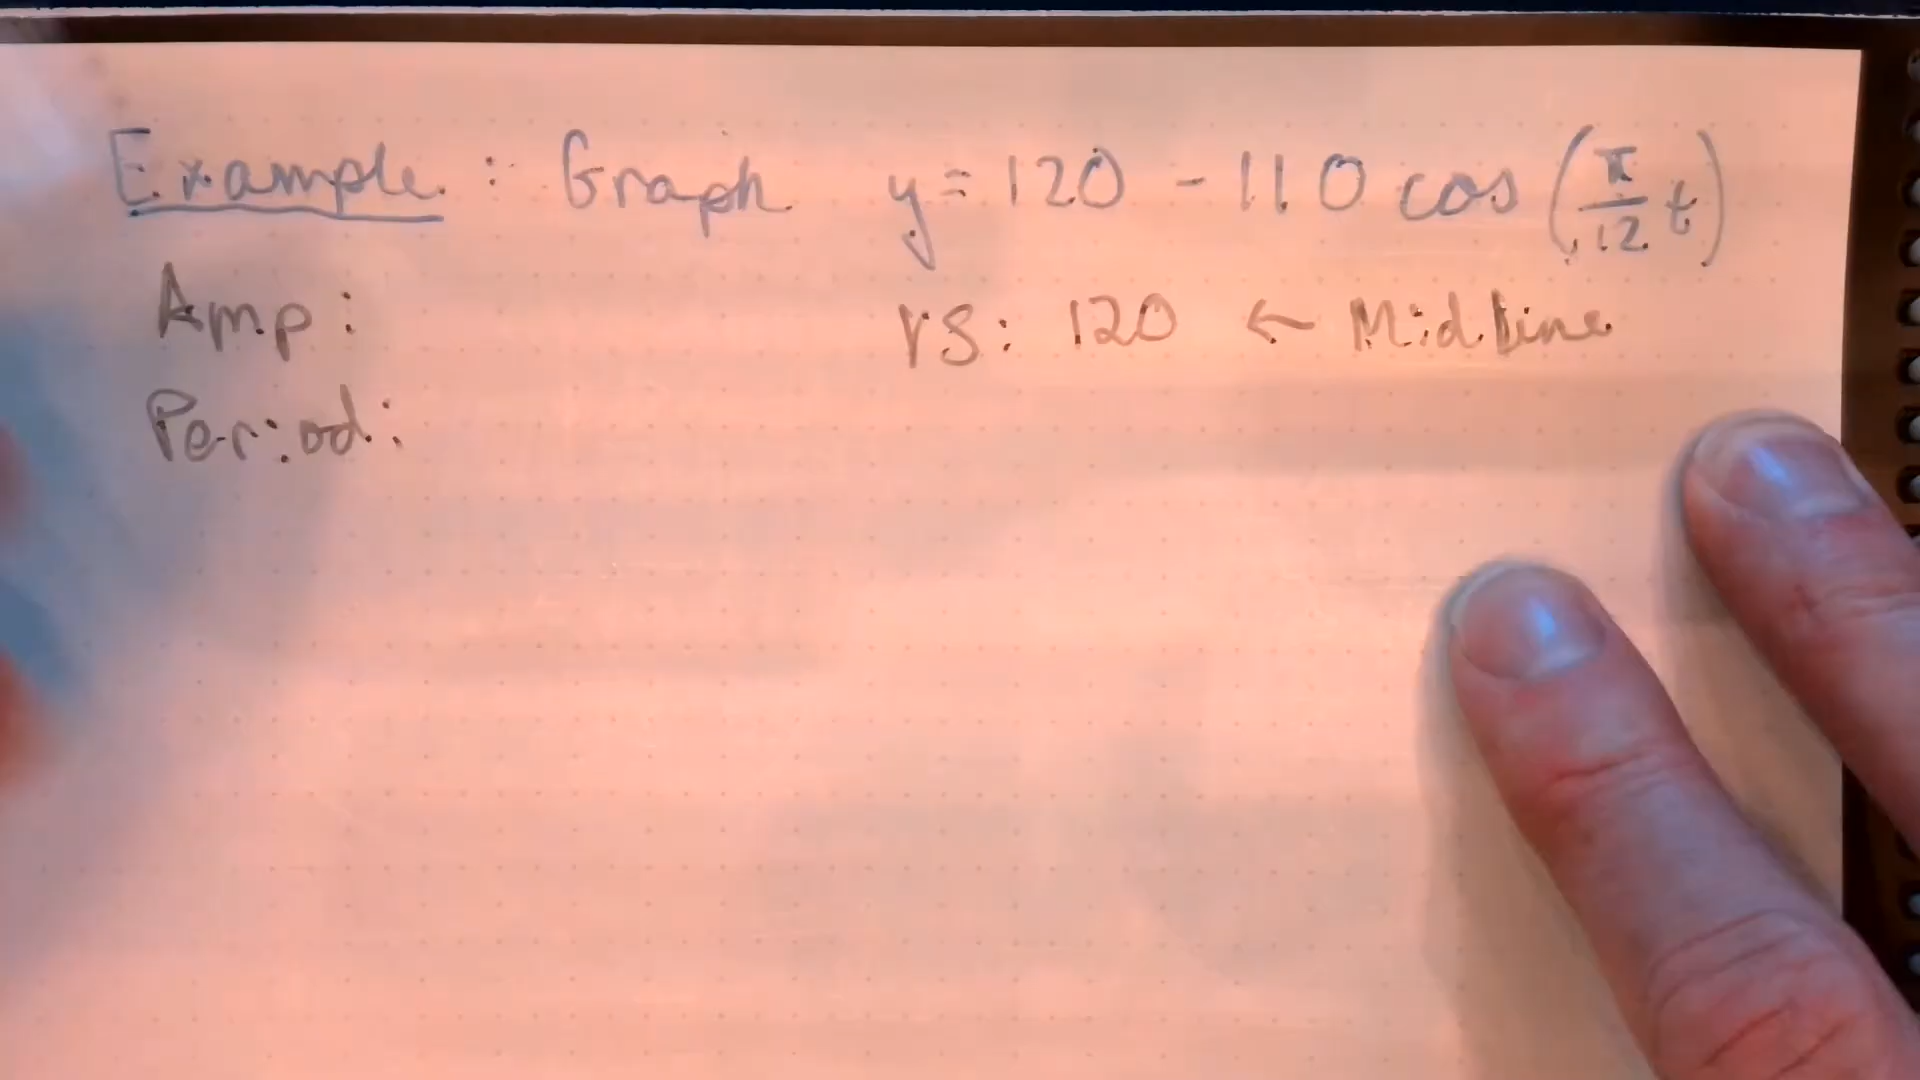 Example : Graph y = 120 - 110 cos (π/12 t)
Amp: VS: 120 ← Midline
Period: